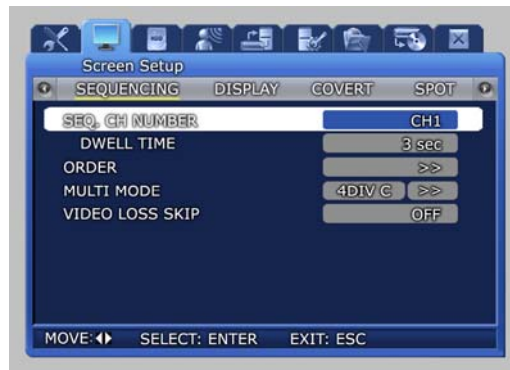 Screen Setup
SEQUENCING DISPLAY COVERT SPOT
SEQ. CH NUMBER CH1
DWELL TIME 3 sec
ORDER >>
MULTI MODE 4DIV C >>
VIDEO LOSS SKIP OFF
MOVE: SELECT: ENTER EXIT: ESC